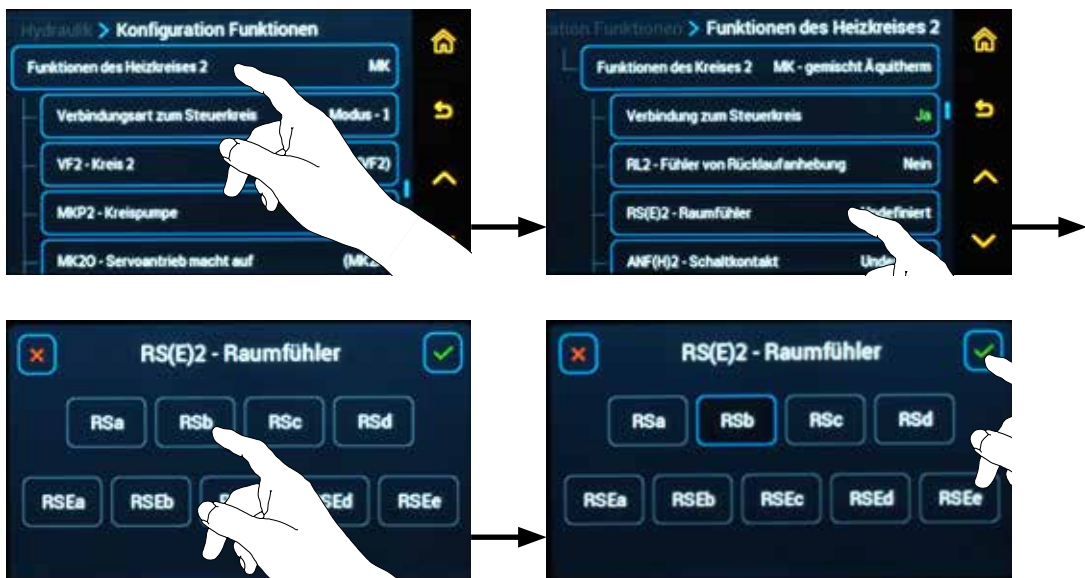 Hydraulik > Konfiguration Funktionen
Funktionen des Heizkreises 2 MK
Verbindungsart zum Steuerkreis Modus - 1
VF2 - Kreis 2 (VF2)
MKP2 - Kreispumpe
MK2O - Servoantrieb macht auf
Funktionen > Funktionen des Heizkreises 2
Funktionen des Kreises 2 MK - gemischt Äquitherm
Verbindung zum Steuerkreis Ja
RL2 - Fühler von Rücklaufanhebung Nein
RS(E)2 - Raumfühler Undefiniert
ANF(H)2 - Schaltkontakt
RS(E)2 - Raumfühler
RSa RSb RSc RSd
RSEa RSEb RSEd RSEe
RS(E)2 - Raumfühler
RSa RSb RSc RSd
RSEa RSEb RSEc RSEd RSEe